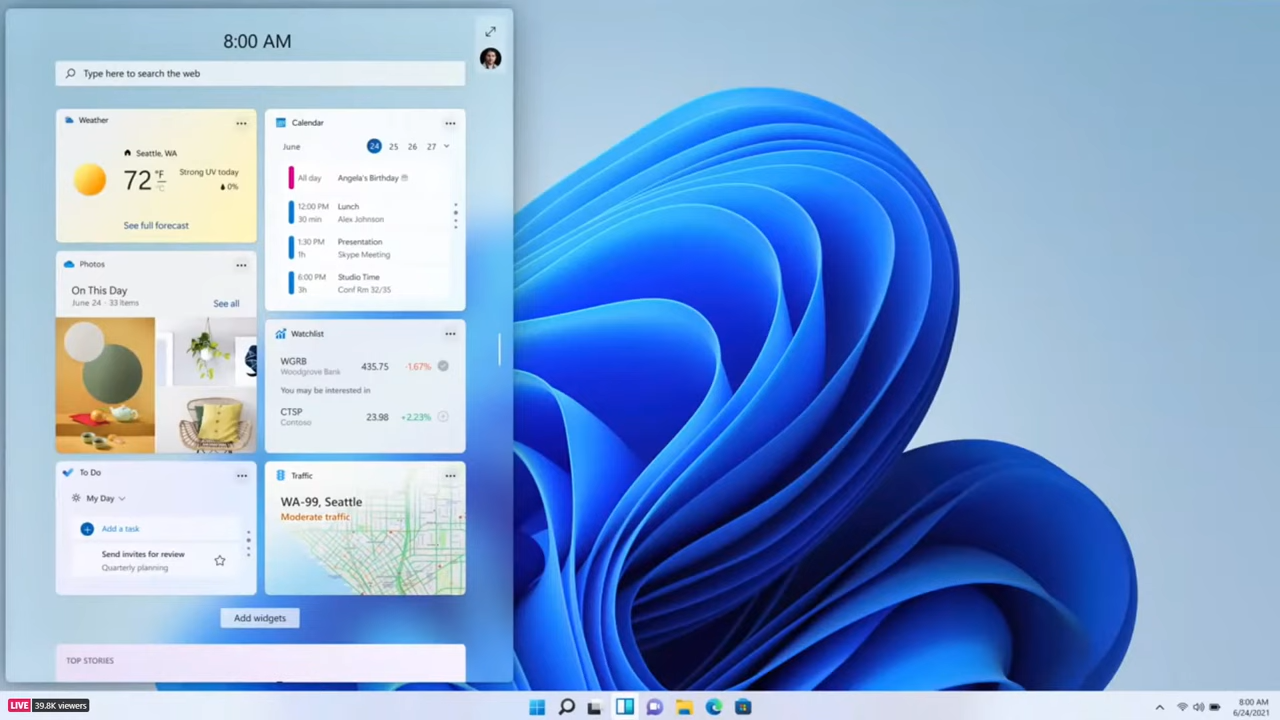 8:00 AM
Type here to search the web
Weather
Seattle, WA
72 °F
°C
Strong UV today
0%
See full forecast
Calendar
June 24 25 26 27
All day Angela's Birthday
12:00 PM Lunch
30 min Alex Johnson
1:30 PM Presentation
1h Skype Meeting
6:00 PM Studio Time
3h Conf Rm 32/35
Photos
On This Day
June 24 · 33 Items
See all
Watchlist
WGRB 435.75 -1.67%
Woodgrove Bank
You may be interested in
CTSP 23.98 +2.23%
Contoso
To Do
My Day
Add a task
Send invites for review
Quarterly planning
Traffic
WA-99, Seattle
Moderate traffic
Add widgets
TOP STORIES
LIVE 39.8K viewers
8:00 AM
6/24/2021